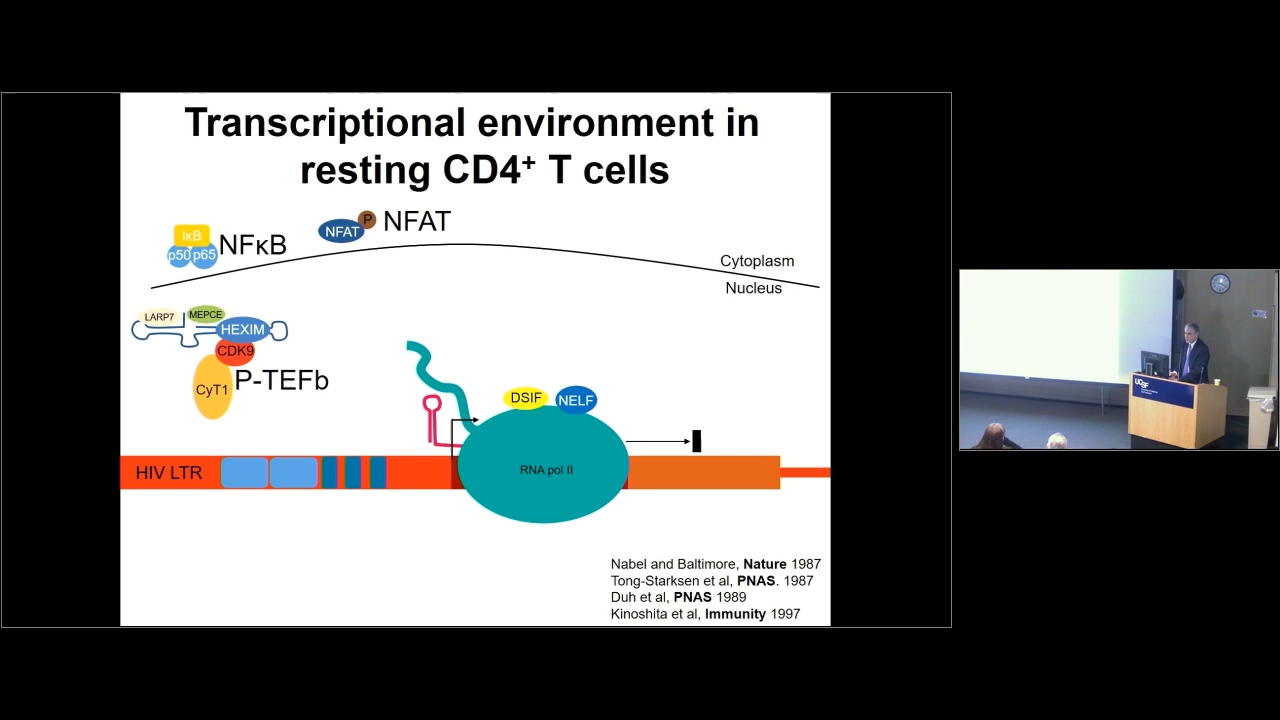 Transcriptional environment in
resting CD4⁺ T cells
IκB
p50 p65
NFκB
NFAT
P
NFAT
Cytoplasm
Nucleus
LARP7
MEPCE
HEXIM
CDK9
CyT1
P-TEFb
DSIF
NELF
HIV LTR
RNA pol II
Nabel and Baltimore, Nature 1987
Tong-Starksen et al, PNAS. 1987
Duh et al, PNAS 1989
Kinoshita et al, Immunity 1997
UCSF